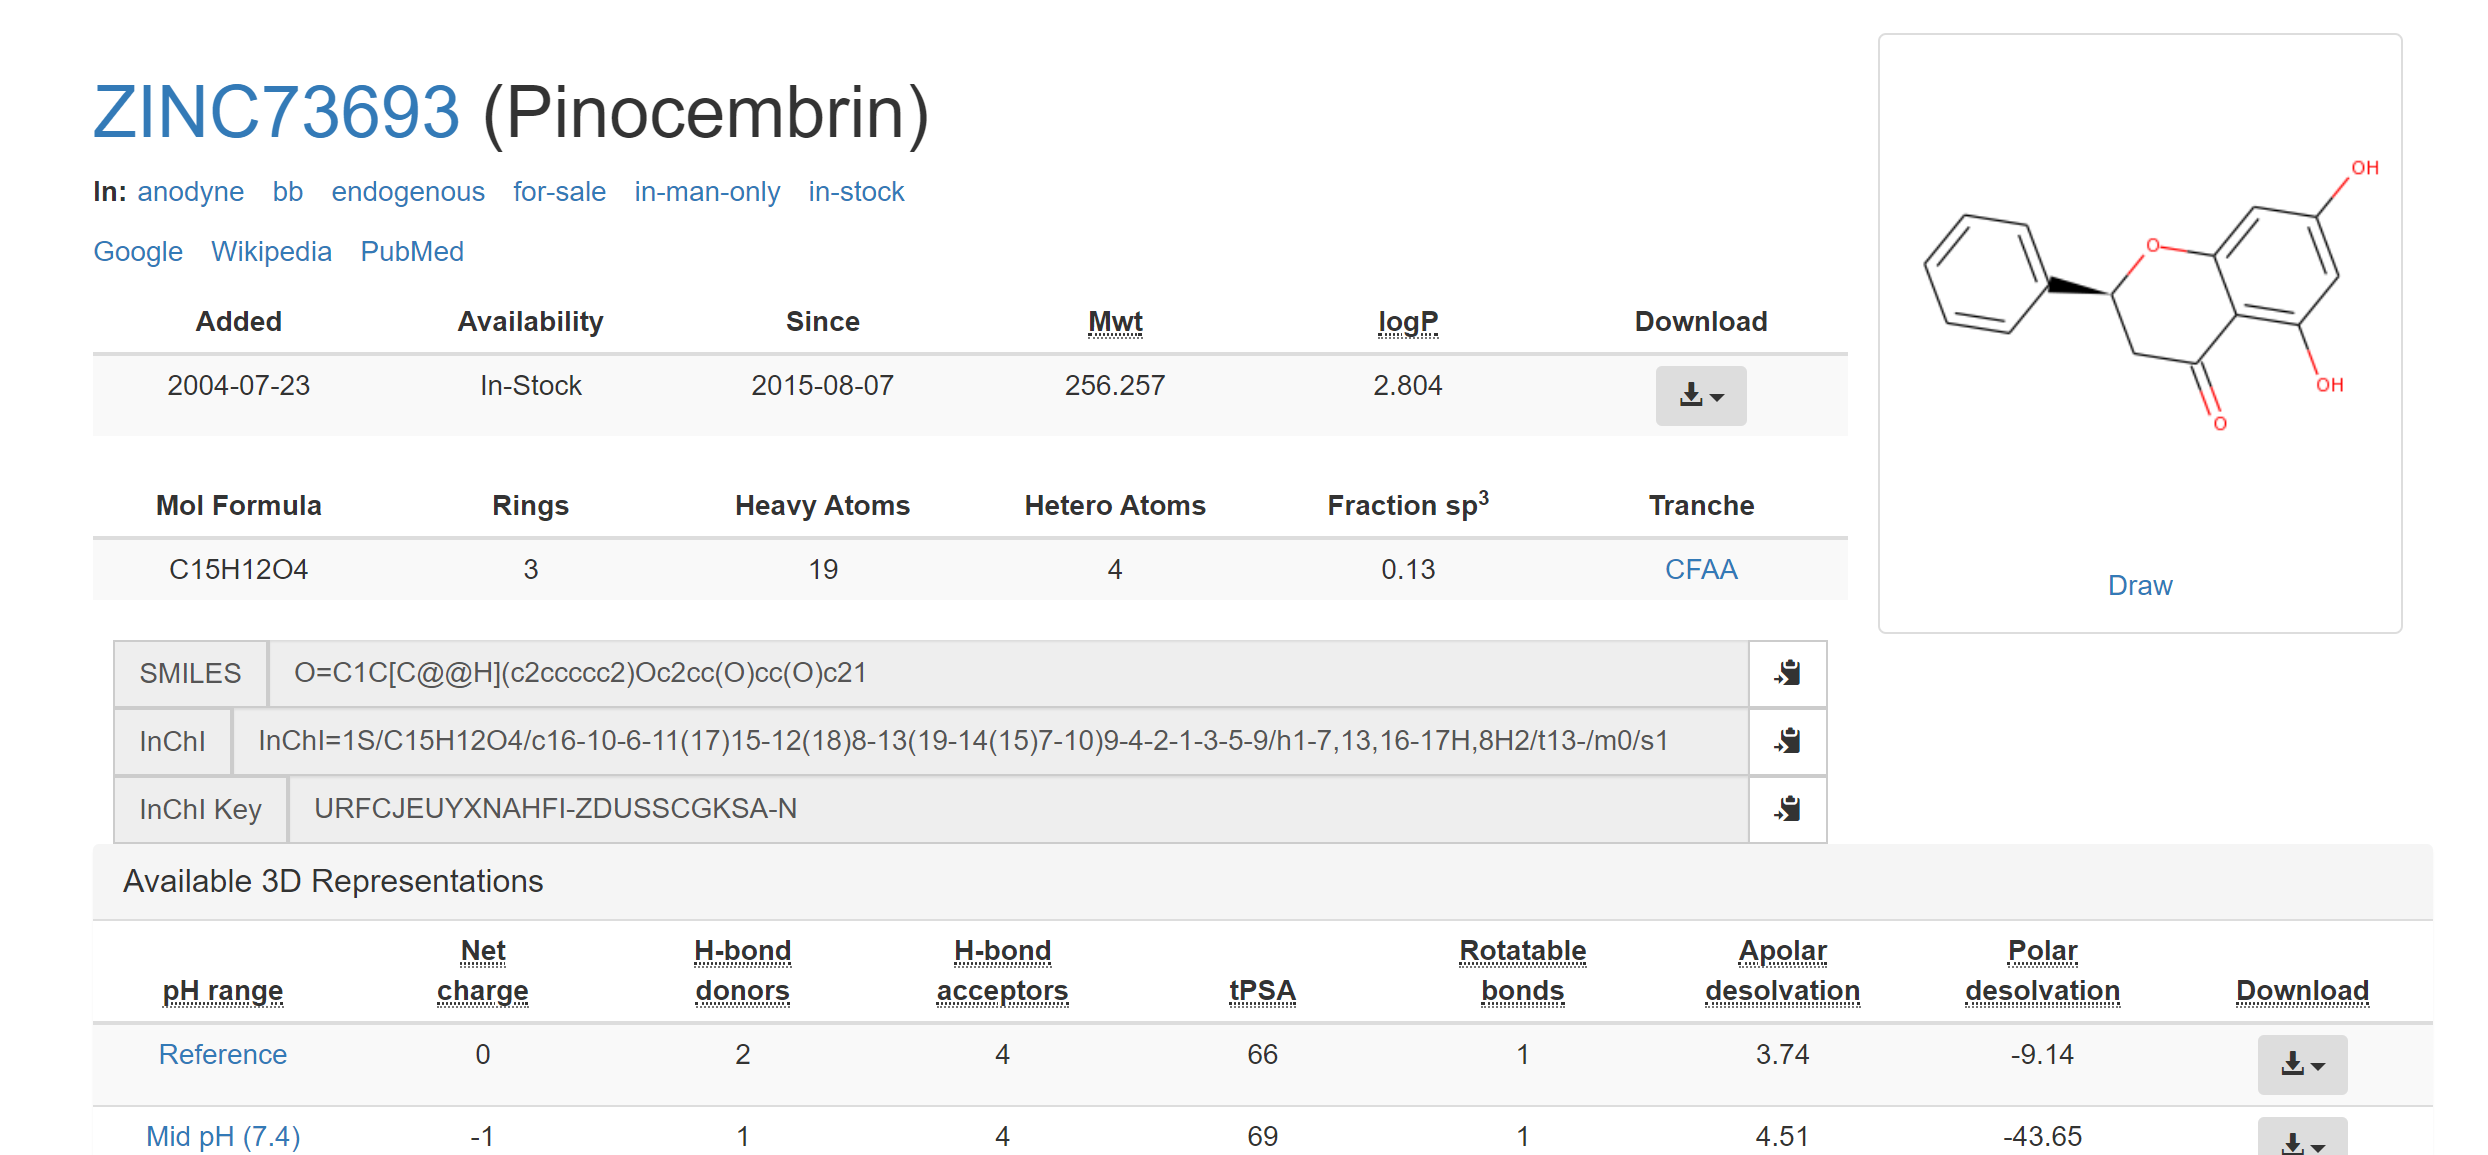 ZINC73693 (Pinocembrin)
In: anodyne bb endogenous for-sale in-man-only in-stock
Google Wikipedia PubMed
Added Availability Since Mwt logP Download
2004-07-23 In-Stock 2015-08-07 256.257 2.804
Mol Formula Rings Heavy Atoms Hetero Atoms Fraction sp3 Tranche
C15H12O4 3 19 4 0.13 CFAA
SMILES O=C1C[C@@H](c2ccccc2)Oc2cc(O)cc(O)c21
InChI InChI=1S/C15H12O4/c16-10-6-11(17)15-12(18)8-13(19-14(15)7-10)9-4-2-1-3-5-9/h1-7,13,16-17H,8H2/t13-/m0/s1
InChI Key URFCJEUYXNAHFI-ZDUSSCGKSA-N
OH
O
OH
O
Draw
Available 3D Representations
pH range Net charge H-bond donors H-bond acceptors tPSA Rotatable bonds Apolar desolvation Polar desolvation Download
Reference 0 2 4 66 1 3.74 -9.14
Mid pH (7.4) -1 1 4 69 1 4.51 -43.65